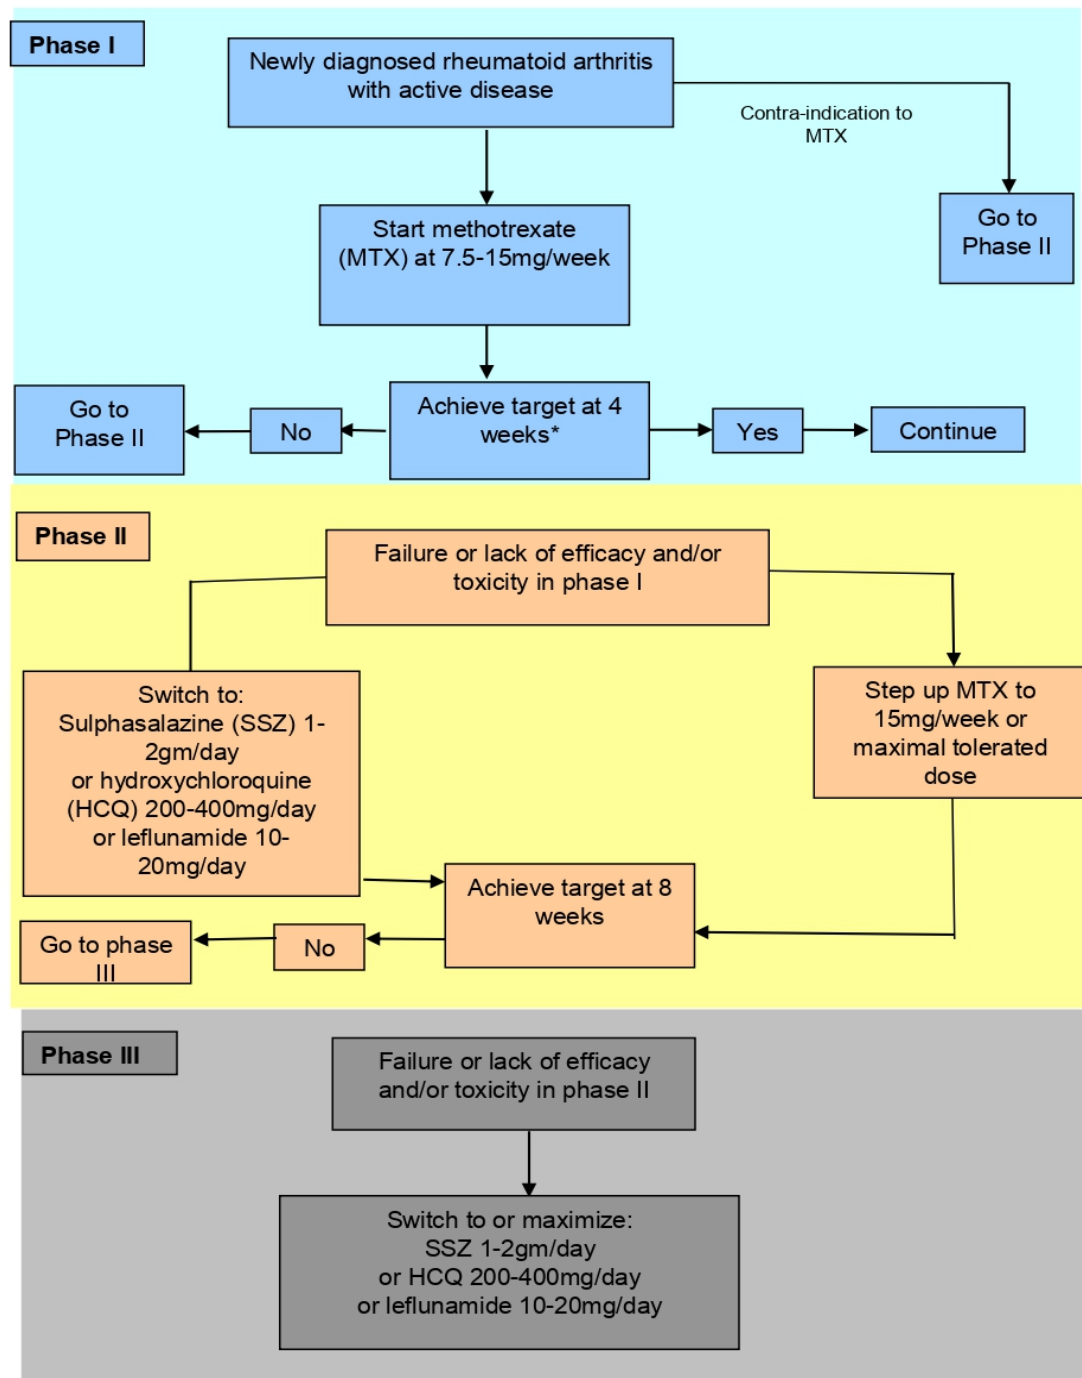 Phase I
Newly diagnosed rheumatoid arthritis
with active disease
Contra-indication to
MTX
Go to
Phase II
Start methotrexate
(MTX) at 7.5-15mg/week
Achieve target at 4
weeks*
Go to
Phase II
No
Yes
Continue
Phase II
Failure or lack of efficacy and/or
toxicity in phase I
Switch to:
Sulphasalazine (SSZ) 1-
2gm/day
or hydroxychloroquine
(HCQ) 200-400mg/day
or leflunamide 10-
20mg/day
Step up MTX to
15mg/week or
maximal tolerated
dose
Achieve target at 8
weeks
No
Go to phase
III
Phase III
Failure or lack of efficacy
and/or toxicity in phase II
Switch to or maximize:
SSZ 1-2gm/day
or HCQ 200-400mg/day
or leflunamide 10-20mg/day